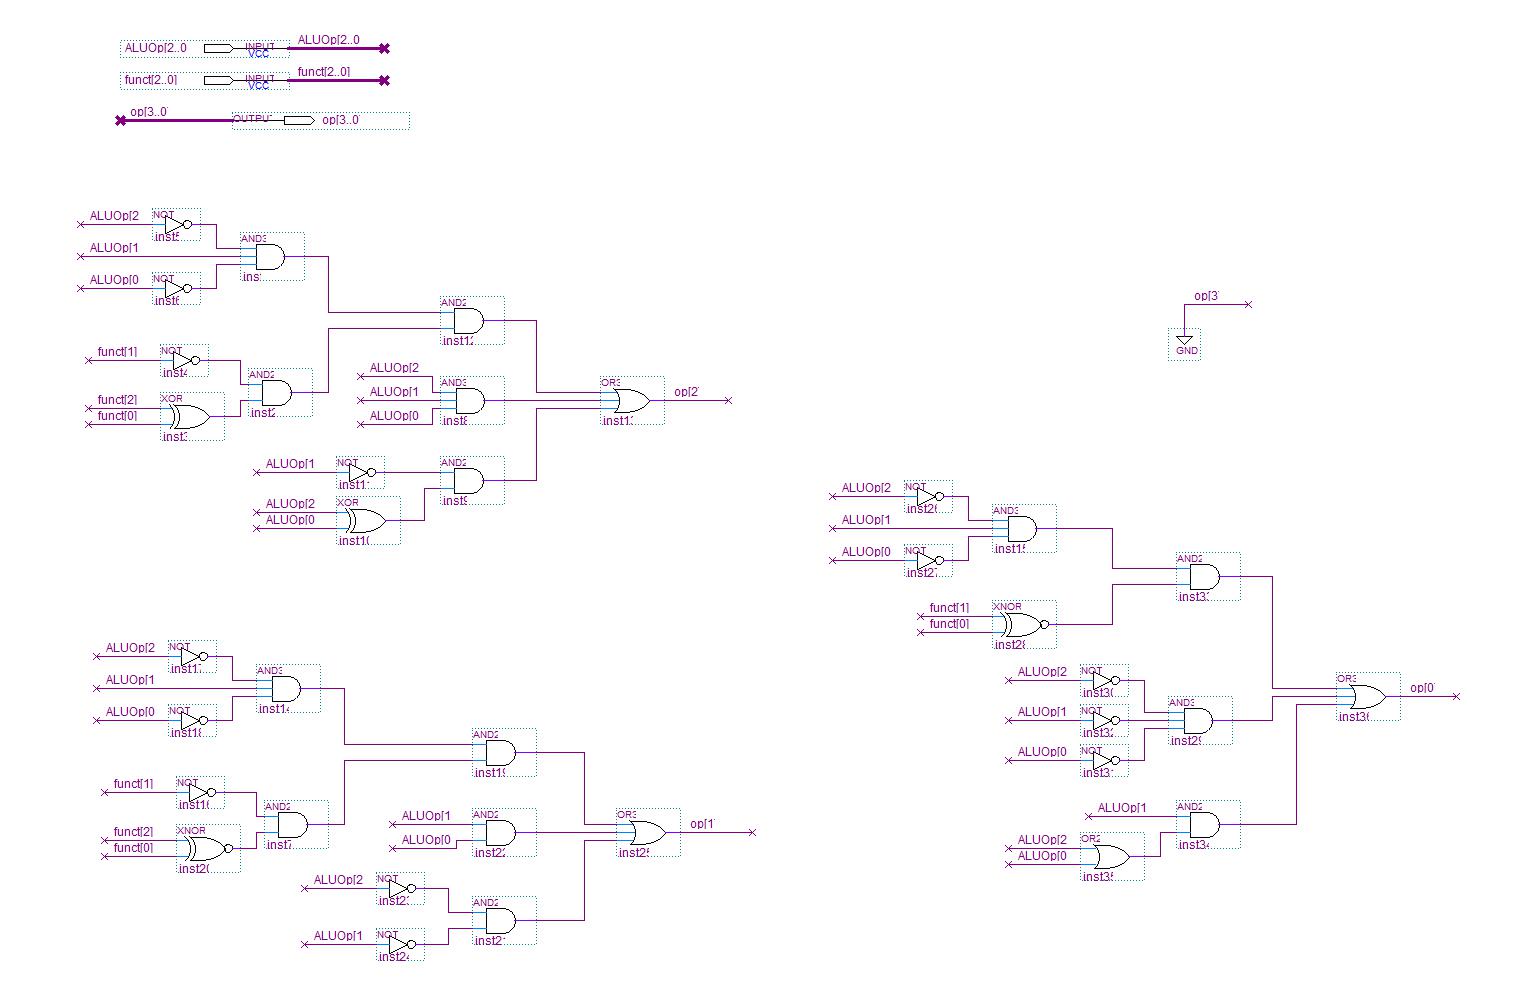 ALUOp[2..0
INPUT
VCC
ALUOp[2..0
funct[2..0]
INPUT
VCC
funct[2..0]
op[3..0
OUTPU
op[3..0
ALUOp[2
NOT
inst5
AND3
ALUOp[1
ins
ALUOp[0
NOT
inst6
AND2
inst12
funct[1]
NOT
inst4
AND2
inst2
funct[2]
funct[0]
XOR
inst3
ALUOp[2
ALUOp[1
ALUOp[0
AND3
inst8
OR3
inst13
op[2
ALUOp[1
NOT
inst11
AND2
inst9
ALUOp[2
ALUOp[0
XOR
inst10
op[3
GND
ALUOp[2
NOT
inst17
AND3
inst14
ALUOp[1
ALUOp[0
NOT
inst18
AND2
inst19
funct[1]
NOT
inst16
AND2
inst7
funct[2]
funct[0]
XNOR
inst20
ALUOp[1
ALUOp[0
AND2
inst22
OR3
inst25
op[1
ALUOp[2
NOT
inst23
AND2
inst21
ALUOp[1
NOT
inst24
ALUOp[2
NOT
inst26
AND3
inst15
ALUOp[1
ALUOp[0
NOT
inst27
AND2
inst33
funct[1]
funct[0]
XNOR
inst28
ALUOp[2
NOT
inst30
ALUOp[1
NOT
inst32
AND3
inst29
ALUOp[0
NOT
inst31
OR3
inst36
op[0
ALUOp[1
AND2
inst34
ALUOp[2
ALUOp[0
OR2
inst35